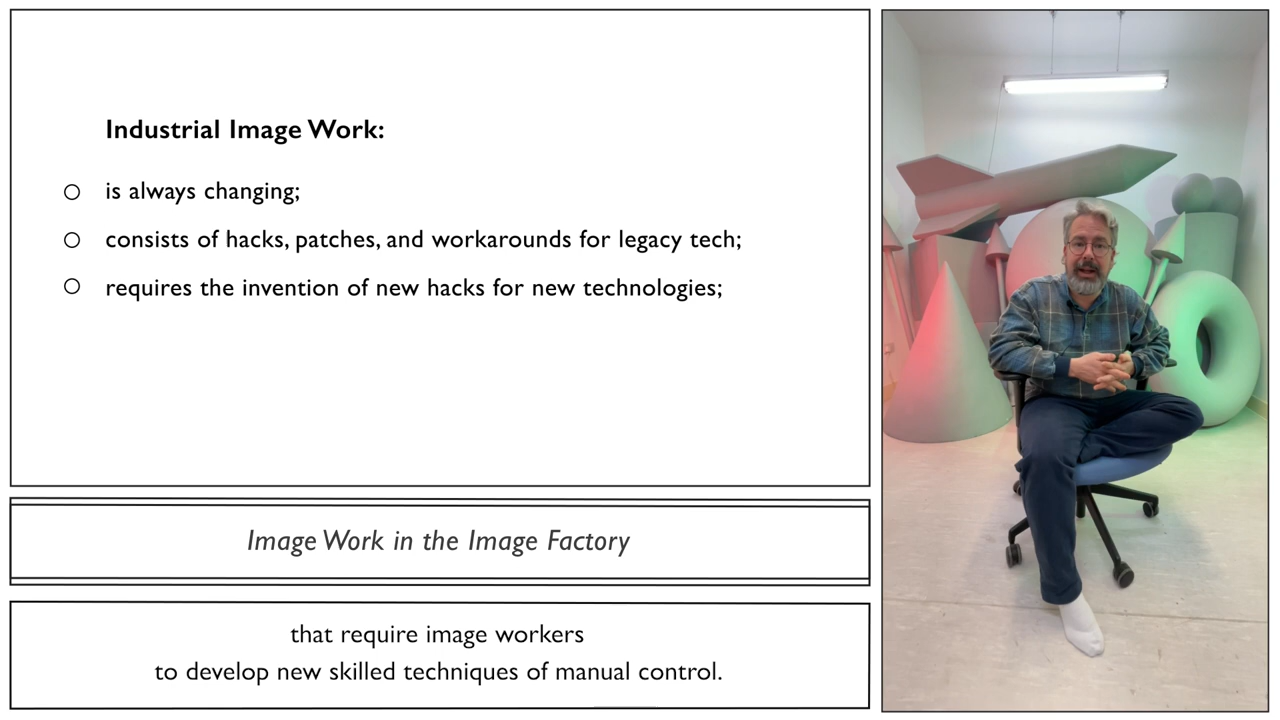 Industrial Image Work:
is always changing;
consists of hacks, patches, and workarounds for legacy tech;
requires the invention of new hacks for new technologies;
Image Work in the Image Factory
that require image workers
to develop new skilled techniques of manual control.